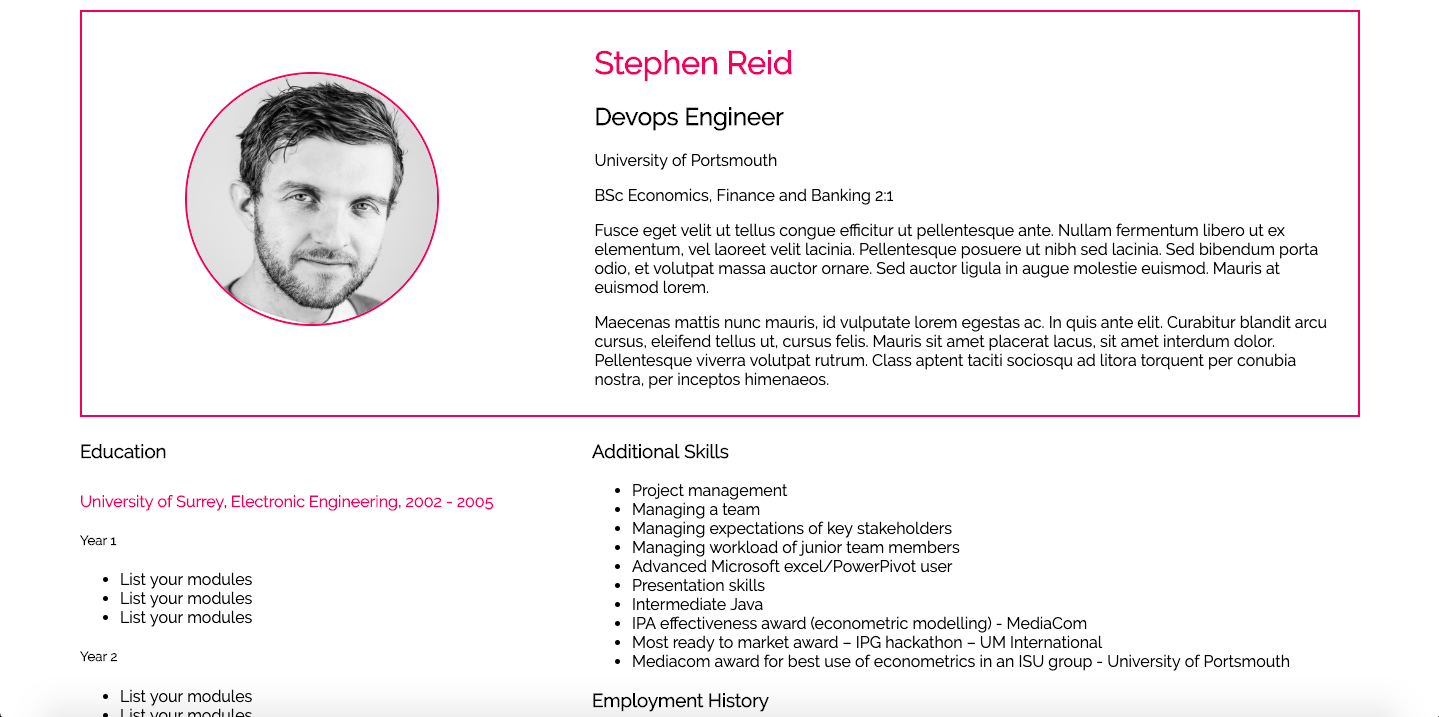 Stephen Reid
Devops Engineer
University of Portsmouth
BSc Economics, Finance and Banking 2:1
Fusce eget velit ut tellus congue efficitur ut pellentesque ante. Nullam fermentum libero ut ex
elementum, vel laoreet velit lacinia. Pellentesque posuere ut nibh sed lacinia. Sed bibendum porta
odio, et volutpat massa auctor ornare. Sed auctor ligula in augue molestie euismod. Mauris at
euismod lorem.
Maecenas mattis nunc mauris, id vulputate lorem egestas ac. In quis ante elit. Curabitur blandit arcu
cursus, eleifend tellus ut, cursus felis. Mauris sit amet placerat lacus, sit amet interdum dolor.
Pellentesque viverra volutpat rutrum. Class aptent taciti sociosqu ad litora torquent per conubia
nostra, per inceptos himenaeos.
Education
University of Surrey, Electronic Engineering, 2002 - 2005
Year 1
• List your modules
• List your modules
• List your modules
Year 2
• List your modules
• List your modules
Additional Skills
• Project management
• Managing a team
• Managing expectations of key stakeholders
• Managing workload of junior team members
• Advanced Microsoft excel/PowerPivot user
• Presentation skills
• Intermediate Java
• IPA effectiveness award (econometric modelling) - MediaCom
• Most ready to market award – IPG hackathon – UM International
• Mediacom award for best use of econometrics in an ISU group - University of Portsmouth
Employment History